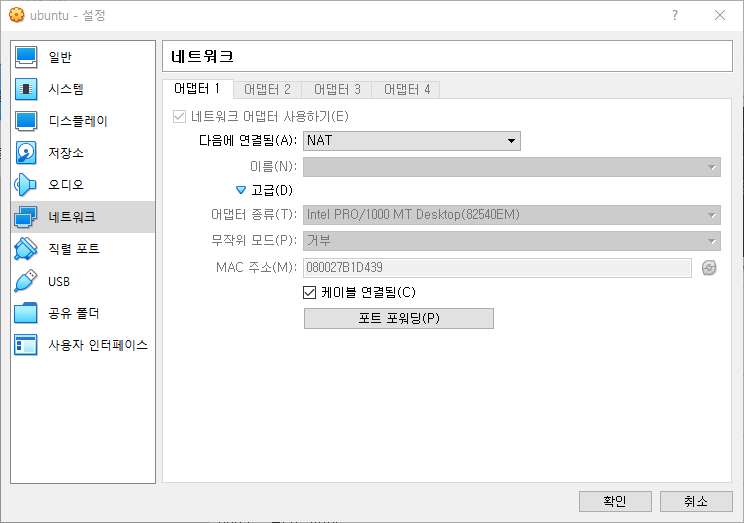 ubuntu - 설정
일반
시스템
디스플레이
저장소
오디오
네트워크
직렬 포트
USB
공유 폴더
사용자 인터페이스
네트워크
어댑터 1 어댑터 2 어댑터 3 어댑터 4
네트워크 어댑터 사용하기(E)
다음에 연결됨(A): NAT
이름(N):
고급(D)
어댑터 종류(T): Intel PRO/1000 MT Desktop(82540EM)
무작위 모드(P): 거부
MAC 주소(M): 080027B1D439
케이블 연결됨(C)
포트 포워딩(P)
확인 취소